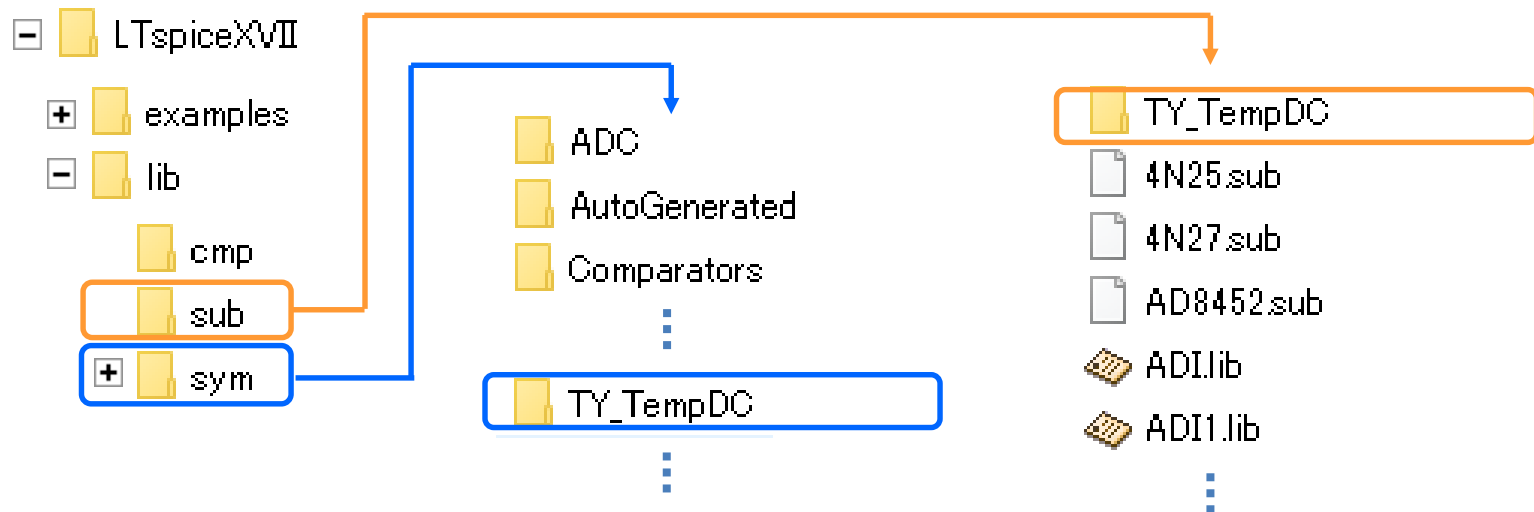 LTspiceXVII
examples
lib
cmp
sub
sym
ADC
AutoGenerated
Comparators
TY_TempDC
TY_TempDC
4N25.sub
4N27.sub
AD8452.sub
ADI.lib
ADI1.lib